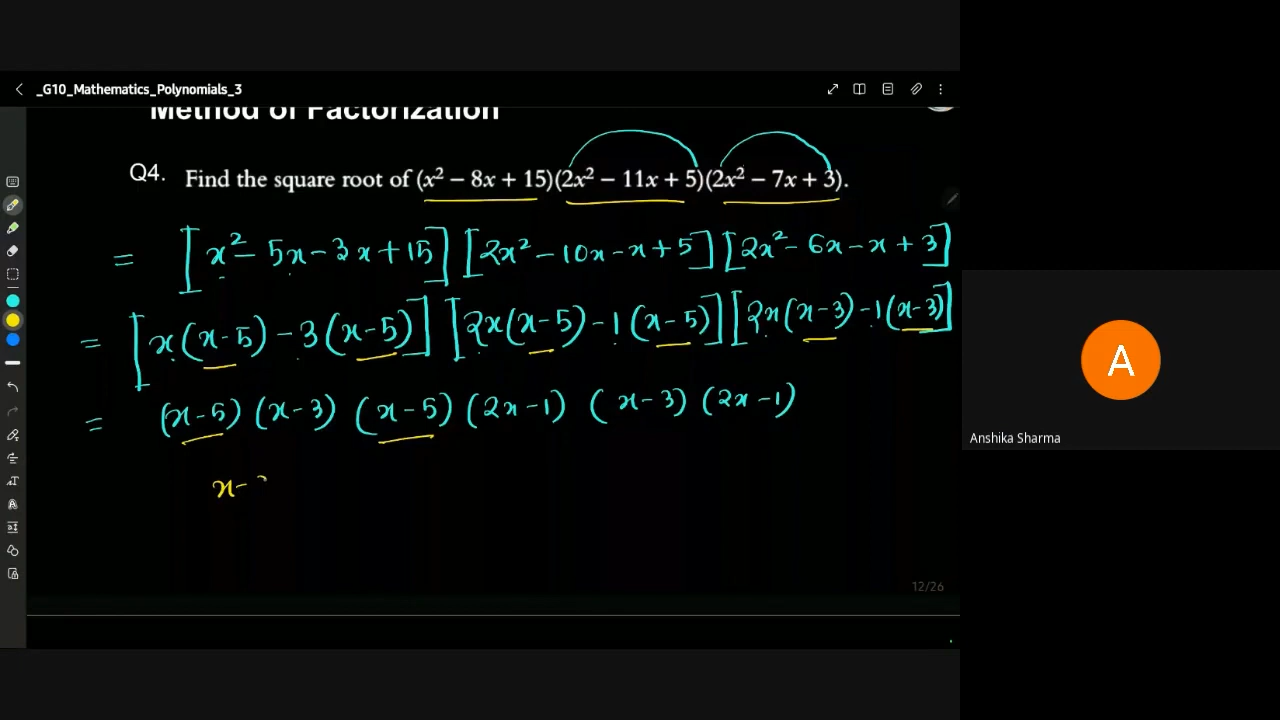 _G10_Mathematics_Polynomials_3
Method of Factorization
Q4. Find the square root of (x² − 8x + 15)(2x² − 11x + 5)(2x² − 7x + 3).
= [x² − 5x − 3x + 15] [2x² − 10x − x + 5] [2x² − 6x − x + 3]
= [x(x−5) − 3(x−5)] [2x(x−5) − 1(x−5)] [2x(x−3) − 1(x−3)]
= (x−5) (x−3) (x−5) (2x−1) (x−3) (2x−1)
x−
12/26
A
Anshika Sharma